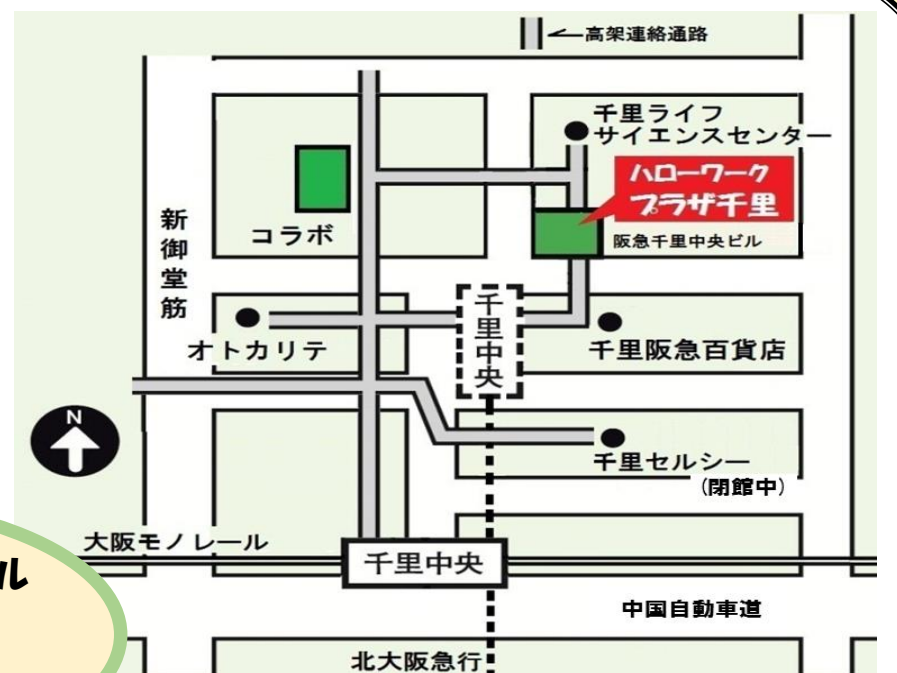 高架連絡通路
千里ライフ
サイエンスセンター
ハローワーク
プラザ千里
阪急千里中央ビル
コラボ
新御堂筋
千里中央
オトカリテ
千里阪急百貨店
N
千里セルシー
(閉館中)
大阪モノレール
千里中央
ル
中国自動車道
北大阪急行